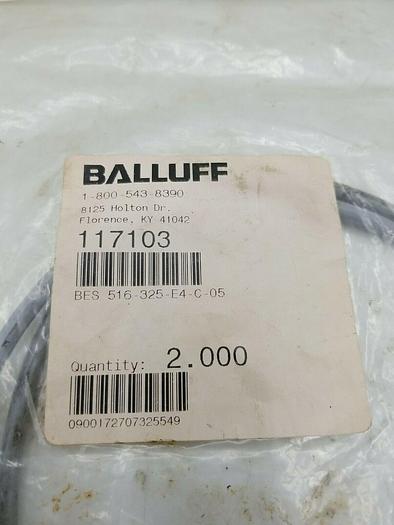 BALLUFF
1-800-543-8390
8125 Holton Dr.
Florence, KY 41042
117103
BES 516-325-E4-C-05
Quantity: 2.000
0900172707325549